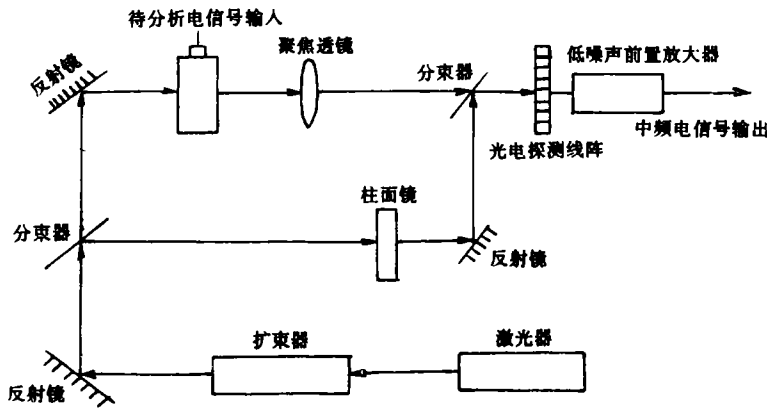 待分析电信号输入
聚焦透镜
反射镜
分束器
低噪声前置放大器
光电探测线阵
中频电信号输出
柱面镜
分束器
反射镜
扩束器
激光器
反射镜